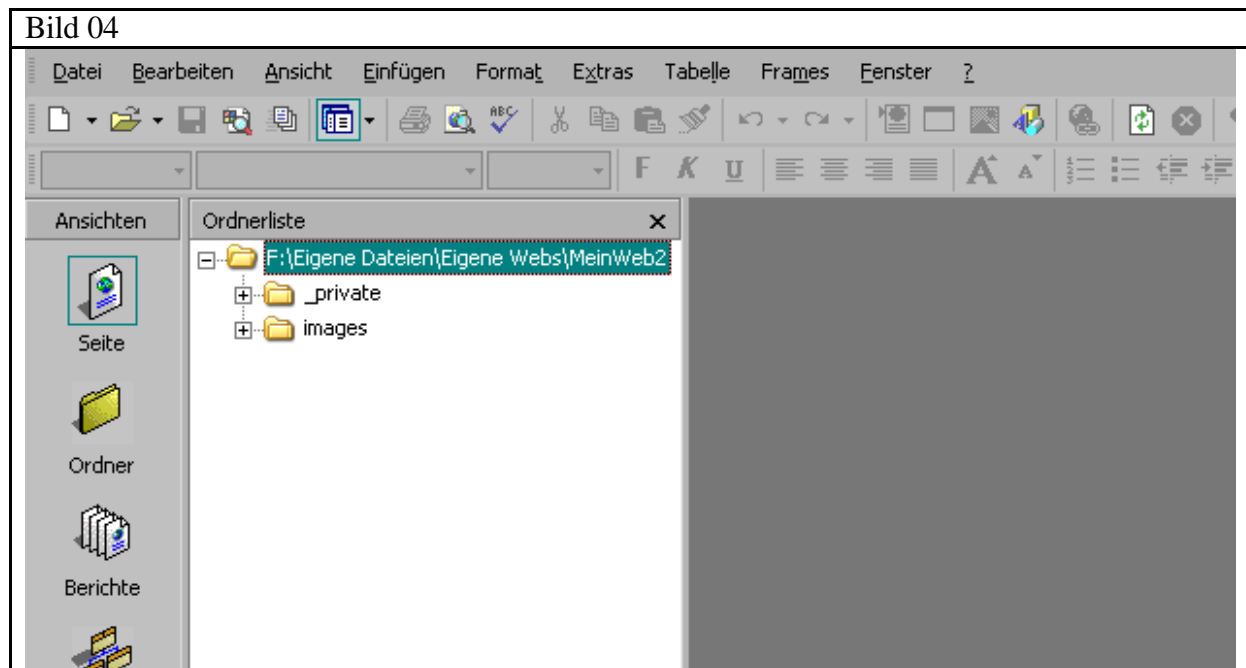 Bild 04
Datei Bearbeiten Ansicht Einfügen Format Extras Tabelle Frames Fenster ?
ABC
F K U A A
Ansichten
Ordnerliste
F:\Eigene Dateien\Eigene Webs\MeinWeb2
_private
images
Seite
Ordner
Berichte